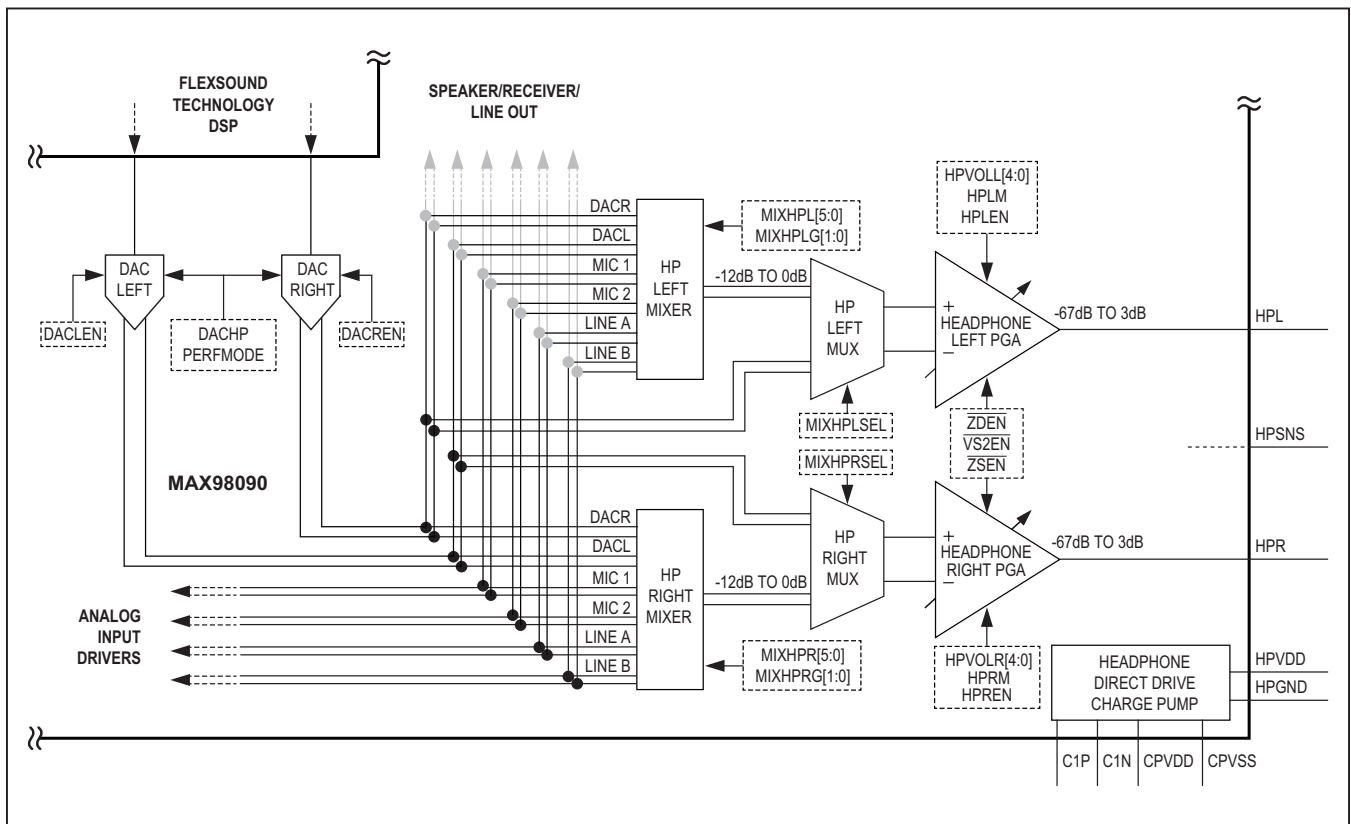 FLEXSOUND
TECHNOLOGY
DSP
SPEAKER/RECEIVER/
LINE OUT
DAC
LEFT
DAC
RIGHT
DACLEN
DACHP
PERFMODE
DACREN
MAX98090
ANALOG
INPUT
DRIVERS
DACR
DACL
MIC 1
MIC 2
LINE A
LINE B
HP
LEFT
MIXER
MIXHPL[5:0]
MIXHPLG[1:0]
-12dB TO 0dB
HP
LEFT
MUX
MIXHPLSEL
HPVOLL[4:0]
HPLM
HPLEN
+
HEADPHONE
LEFT PGA
−
-67dB TO 3dB
HPL
ZDEN
VS2EN
ZSEN
HPSNS
MIXHPRSEL
DACR
DACL
MIC 1
MIC 2
LINE A
LINE B
HP
RIGHT
MIXER
-12dB TO 0dB
MIXHPR[5:0]
MIXHPRG[1:0]
HP
RIGHT
MUX
+
HEADPHONE
RIGHT PGA
−
-67dB TO 3dB
HPR
HPVOLR[4:0]
HPRM
HPREN
HEADPHONE
DIRECT DRIVE
CHARGE PUMP
HPVDD
HPGND
C1P
C1N
CPVDD
CPVSS